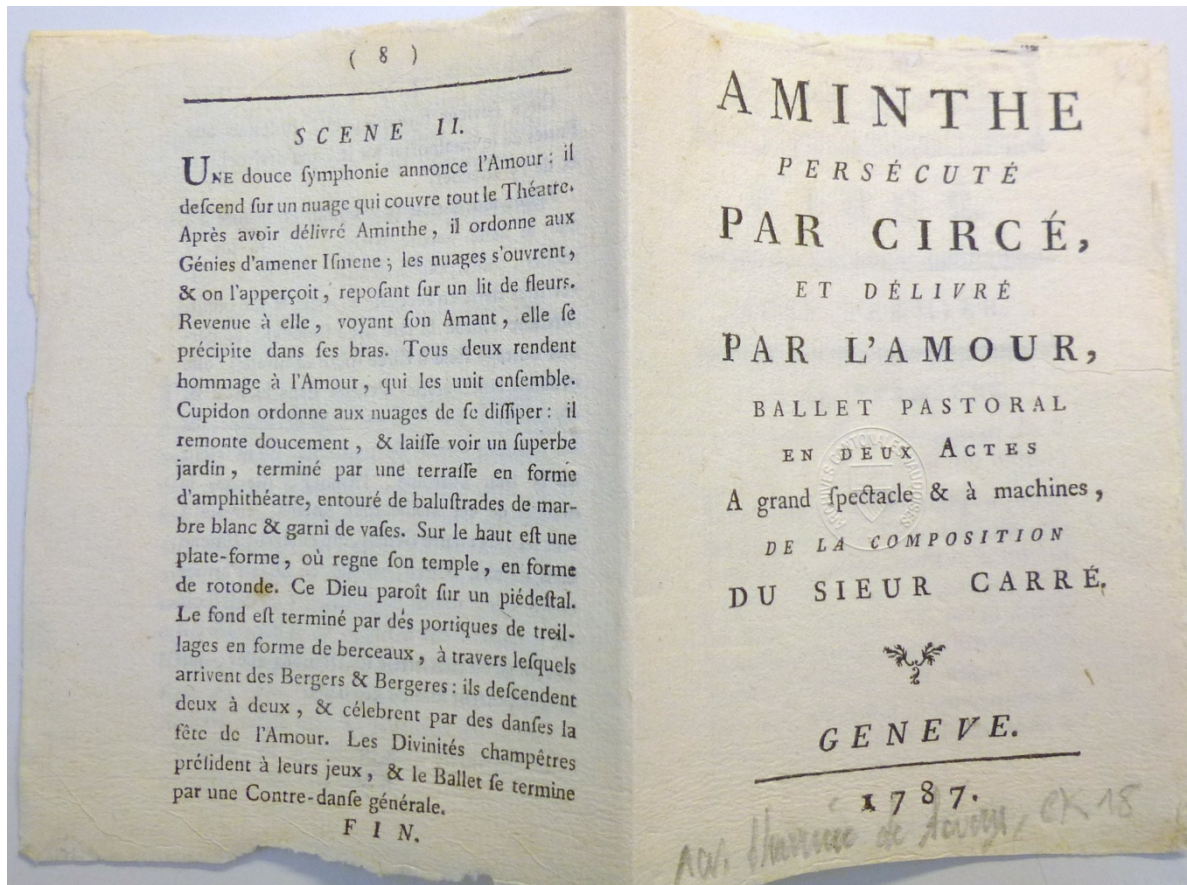 ( 8 )
SCENE II.
UNE douce ſymphonie annonce l'Amour ; il
deſcend ſur un nuage qui couvre tout le Théatre.
Après avoir délivré Aminthe, il ordonne aux
Génies d'amener Iſmene ; les nuages s'ouvrent,
& on l'apperçoit, repoſant ſur un lit de fleurs.
Revenue à elle, voyant ſon Amant, elle ſe
précipite dans ſes bras. Tous deux rendent
hommage à l'Amour, qui les unit enſemble.
Cupidon ordonne aux nuages de ſe diſſiper : il
remonte doucement, & laiſſe voir un ſuperbe
jardin, terminé par une terraſſe en forme
d'amphithéatre, entouré de baluſtrades de mar-
bre blanc & garni de vaſes. Sur le haut eſt une
plate-forme, où regne ſon temple, en forme
de rotonde. Ce Dieu paroît ſur un piédeſtal.
Le fond eſt terminé par des portiques de treil-
lages en forme de berceaux, à travers leſquels
arrivent des Bergers & Bergeres : ils deſcendent
deux à deux, & célebrent par des danſes la
fête de l'Amour. Les Divinités champêtres
préſident à leurs jeux, & le Ballet ſe termine
par une Contre-danſe générale.
FIN.
AMINTHE
PERSÉCUTÉ
PAR CIRCÉ,
ET DÉLIVRÉ
PAR L'AMOUR,
BALLET PASTORAL
EN DEUX ACTES
A grand ſpectacle & à machines,
DE LA COMPOSITION
DU SIEUR CARRÉ.
ARCHIVES CANTONALES VAUDOISES
GENEVE.
1787.
de CK 18